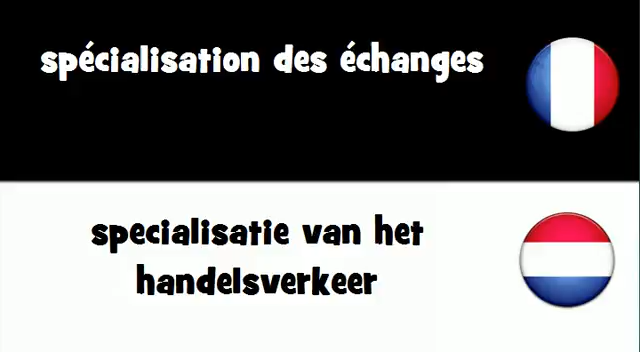 spécialisation des échanges
specialisatie van het
handelsverkeer